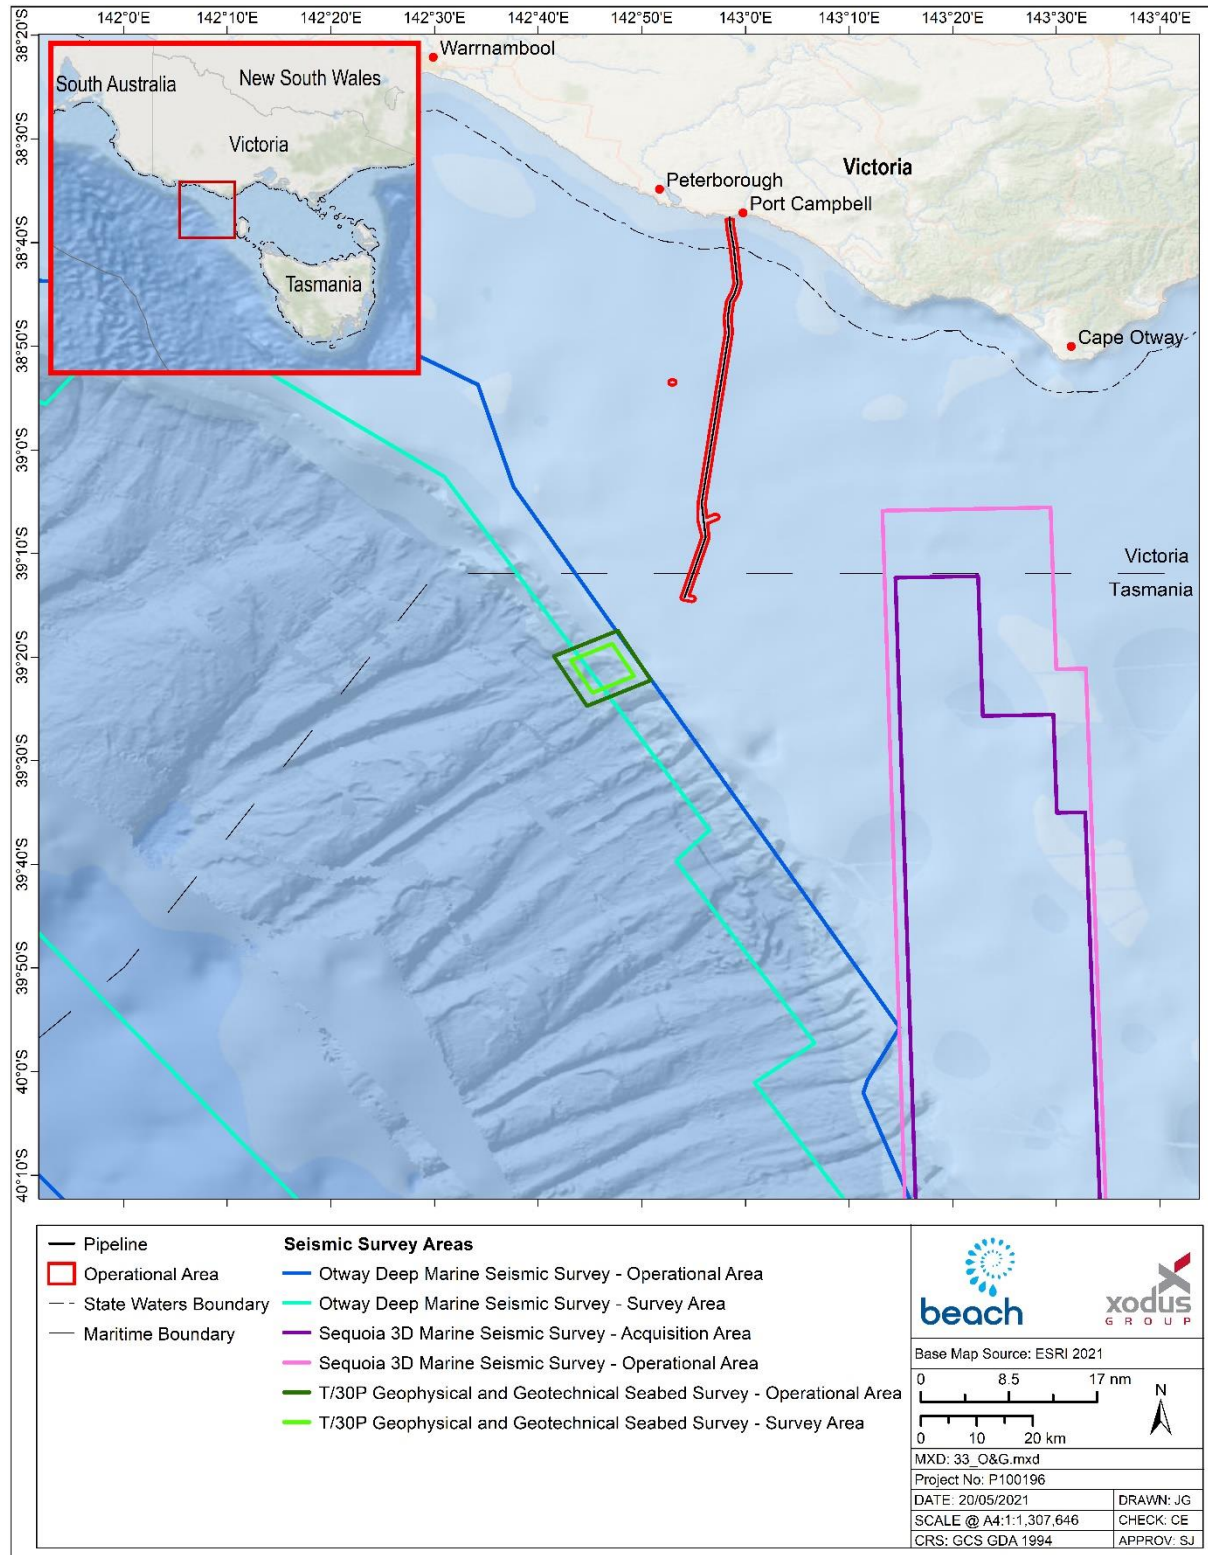 142°0'E 142°10'E 142°20'E 142°30'E 142°40'E 142°50'E 143°0'E 143°10'E 143°20'E 143°30'E 143°40'E
38°20'S
38°30'S
38°40'S
38°50'S
39°0'S
39°10'S
39°20'S
39°30'S
39°40'S
39°50'S
40°0'S
40°10'S
South Australia
New South Wales
Victoria
Tasmania
Warrnambool
Victoria
Peterborough
Port Campbell
Cape Otway
Victoria
Tasmania
Pipeline
Operational Area
State Waters Boundary
Maritime Boundary
Seismic Survey Areas
Otway Deep Marine Seismic Survey - Operational Area
Otway Deep Marine Seismic Survey - Survey Area
Sequoia 3D Marine Seismic Survey - Acquisition Area
Sequoia 3D Marine Seismic Survey - Operational Area
T/30P Geophysical and Geotechnical Seabed Survey - Operational Area
T/30P Geophysical and Geotechnical Seabed Survey - Survey Area
beach
xodus
GROUP
Base Map Source: ESRI 2021
0 8.5 17 nm
0 10 20 km
N
MXD: 33_O&G.mxd
Project No: P100196
DATE: 20/05/2021 DRAWN: JG
SCALE @ A4:1:1,307,646 CHECK: CE
CRS: GCS GDA 1994 APPROV: SJ